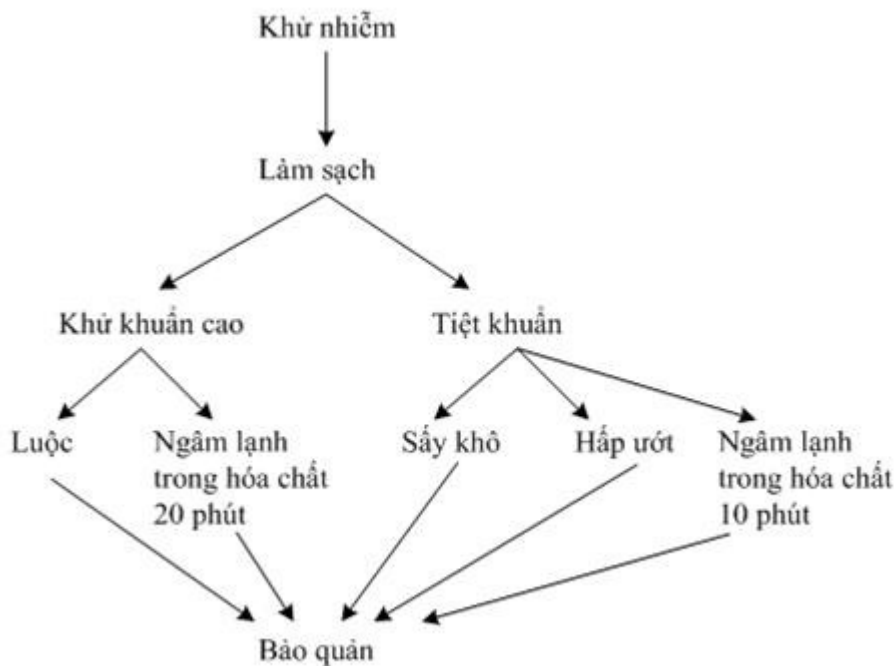 Khử nhiễm
Làm sạch
Khử khuẩn cao
Tiệt khuẩn
Luộc
Ngâm lạnh
trong hóa chất
20 phút
Sấy khô
Hấp ướt
Ngâm lạnh
trong hóa chất
10 phút
Bảo quản